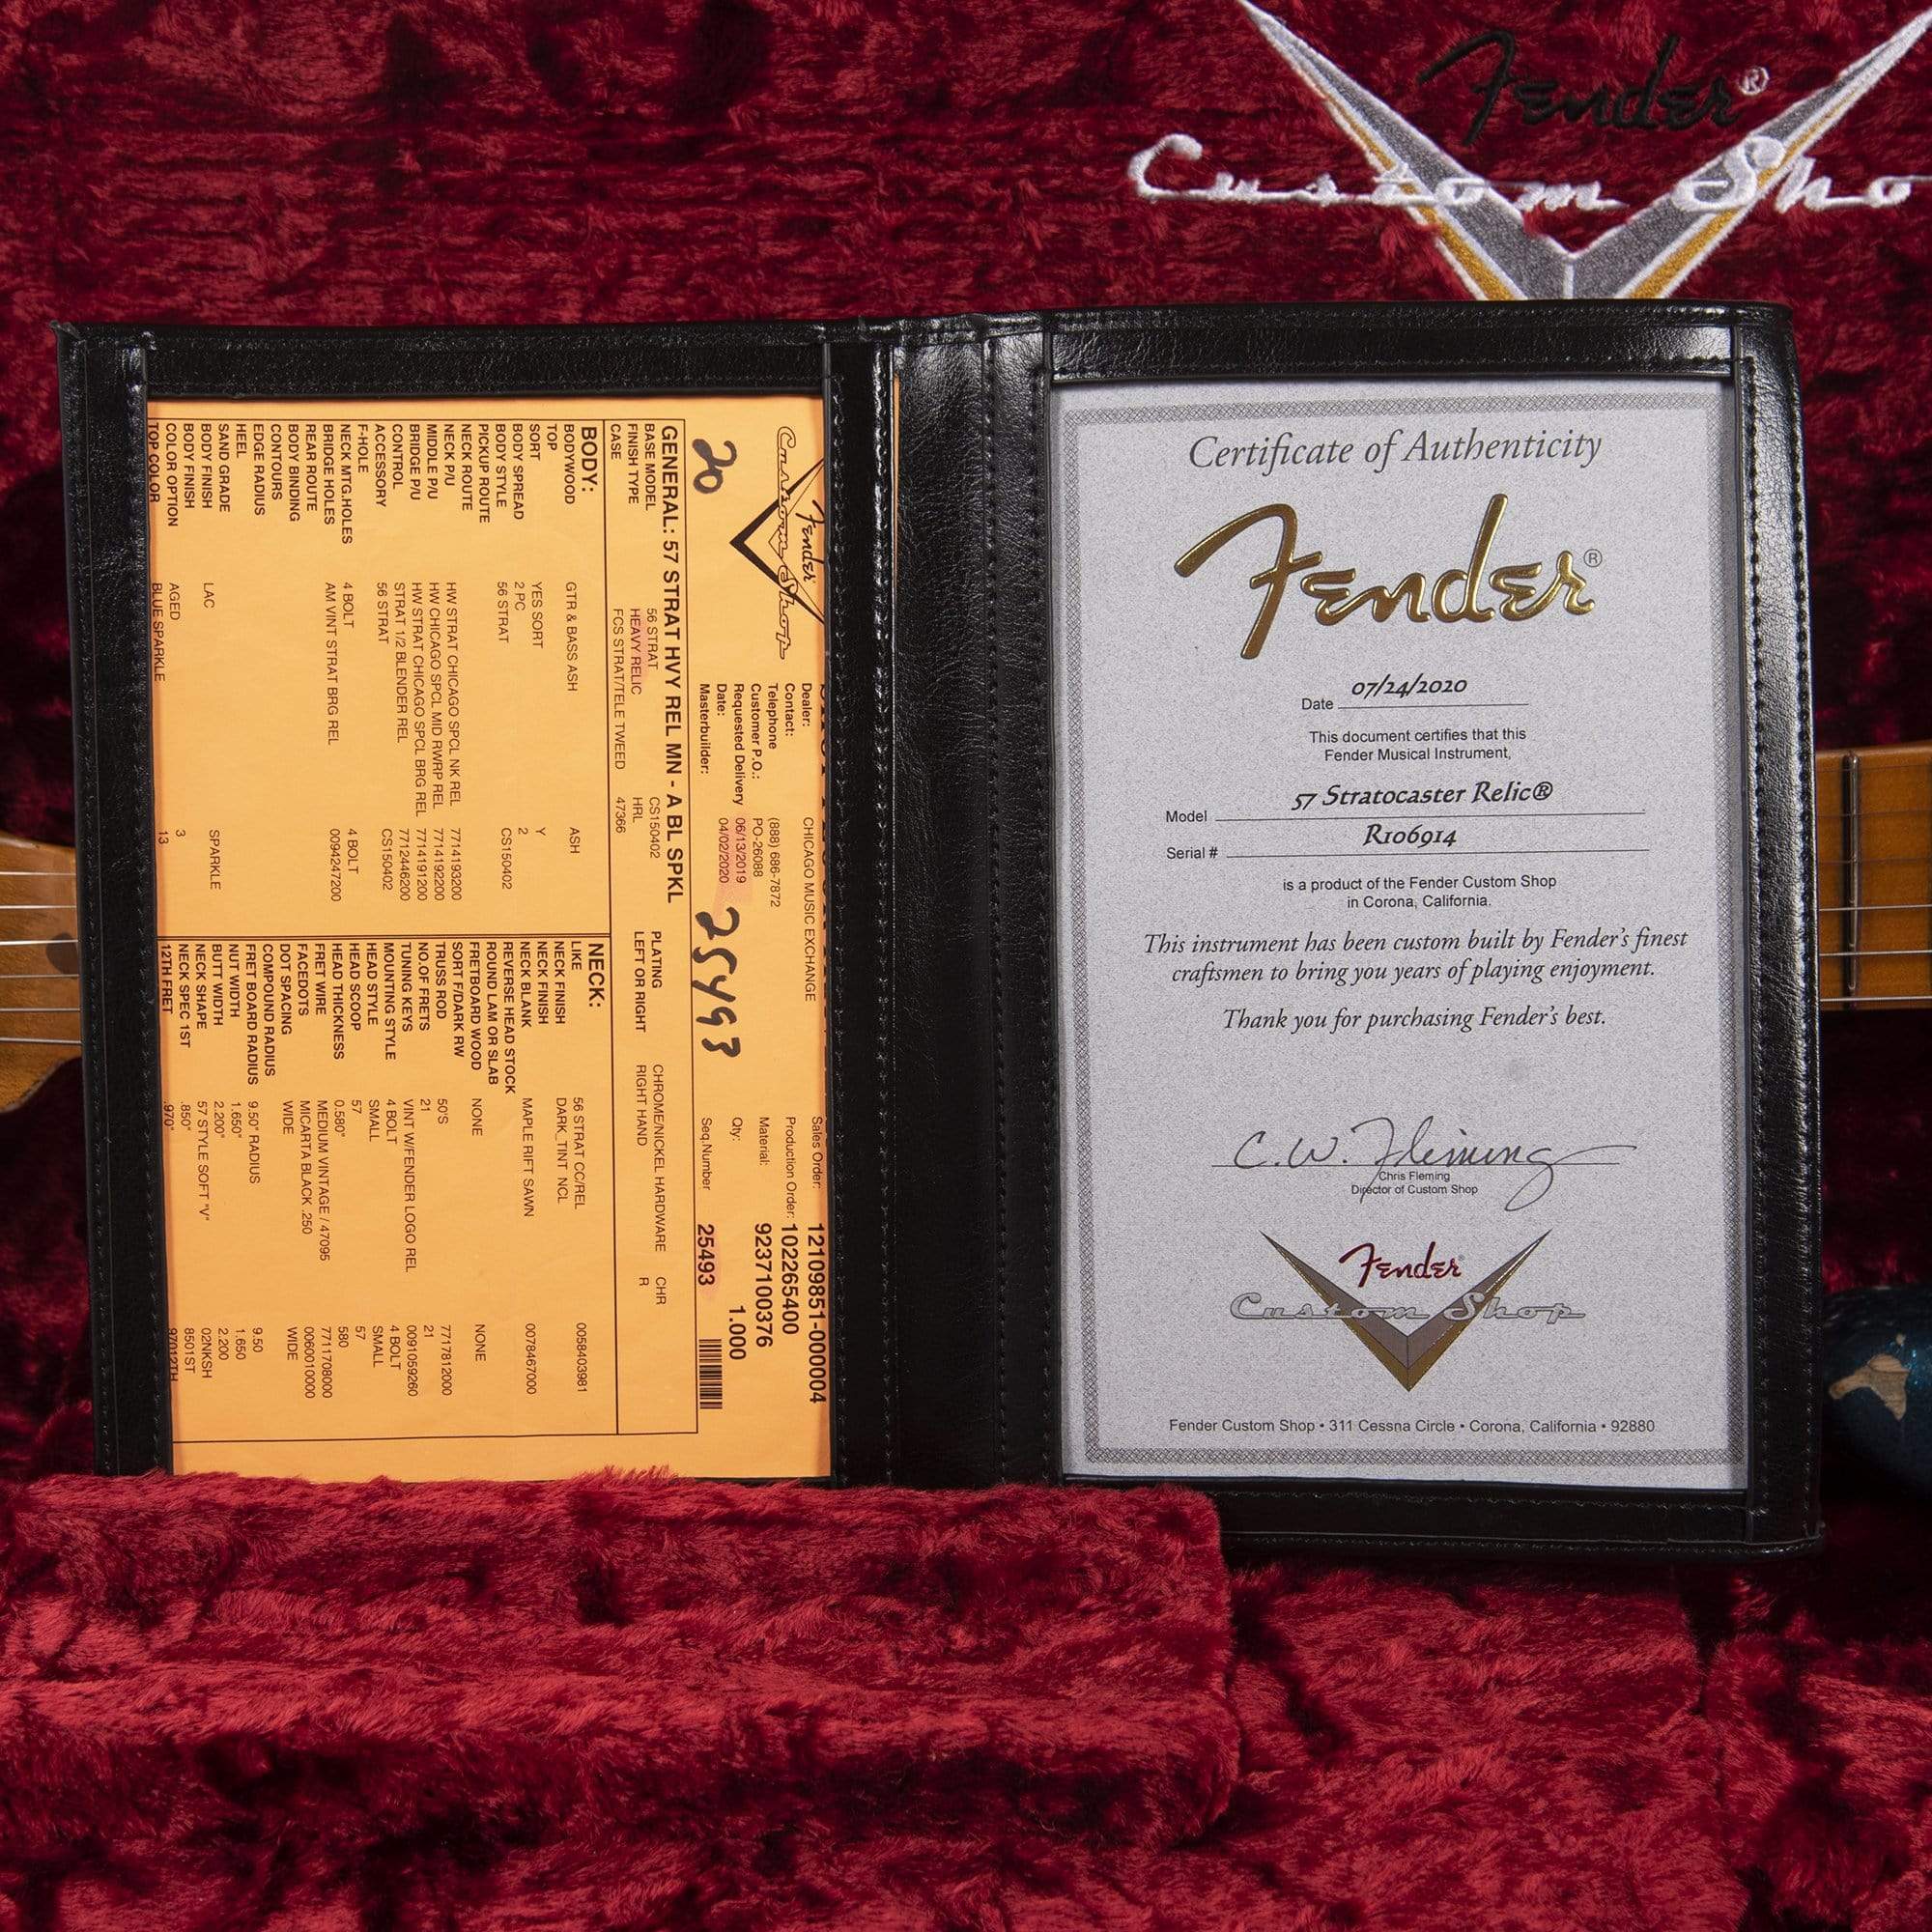 Fender®
Custom Sho
Certificate of Authenticity
Fender®
Date 07/24/2020
This document certifies that this
Fender Musical Instrument,
Model 57 Stratocaster Relic®
Serial # R106914
is a product of the Fender Custom Shop
in Corona, California.
This instrument has been custom built by Fender's finest
craftsmen to bring you years of playing enjoyment.
Thank you for purchasing Fender's best.
C.W. Fleming
Chris Fleming
Director of Custom Shop
Fender
Custom Shop
Fender Custom Shop • 311 Cessna Circle • Corona, California • 92880
Fender
Custom Shop
Dealer: CHICAGO MUSIC EXCHANGE
Contact:
Telephone (888) 686-7872
Customer P.O.: PO-26088
Requested Delivery 06/13/2019
Date: 04/02/2020
Masterbuilder:
Sales Order: 12109851-000004
Production Order: 102265400
Material: 9237100376
Qty: 1.000
Seq.Number 25493
20
25493
GENERAL: 57 STRAT HVY REL MN - A BL SPKL
BASE MODEL 56 STRAT CS150402
FINISH TYPE HEAVY RELIC HRL
CASE FCS STRAT/TELE TWEED 47366
PLATING CHROME/NICKEL HARDWARE CHR
LEFT OR RIGHT RIGHT HAND R
BODY:
BODYWOOD GTR & BASS ASH ASH
TOP
SORT YES SORT Y
BODY SPREAD 2 PC 2
BODY STYLE 56 STRAT CS150402
PICKUP ROUTE
NECK ROUTE
NECK P/U HW STRAT CHICAGO SPCL NK REL 7714193200
MIDDLE P/U HW CHICAGO SPCL MID RWRP REL 7714192200
BRIDGE P/U HW STRAT CHICAGO SPCL BRG REL 7714191200
CONTROL STRAT 1/2 BLENDER REL 7712446200
ACCESSORY 56 STRAT CS150402
F-HOLE
NECK MTG.HOLES 4 BOLT 4 BOLT
BRIDGE HOLES AM VINT STRAT BRG REL 0094247200
REAR ROUTE
BODY BINDING
CONTOURS
EDGE RADIUS
HEEL
SAND GRADE
BODY FINISH LAC SPARKLE
BODY FINISH
COLOR OPTION AGED 3
TOP COLOR BLUE SPARKLE 13
NECK:
LIKE 56 STRAT CC/REL 0058403981
NECK FINISH DARK_TINT NCL
NECK FINISH
NECK BLANK MAPLE RIFT SAWN 0078467000
REVERSE HEAD STOCK
ROUND LAM OR SLAB
FRETBOARD WOOD NONE NONE
SORT F/DARK RW
TRUSS ROD 50'S 7717812000
NO.OF FRETS 21 21
TUNING KEYS VINT W/FENDER LOGO REL 0091059260
MOUNTING STYLE 4 BOLT 4 BOLT
HEAD STYLE SMALL SMALL
HEAD SCOOP 57 57
HEAD THICKNESS 0.580" 580
FRET WIRE MEDIUM VINTAGE / 47095 7711708000
FACEDOTS MICARTA BLACK .250 0060010000
DOT SPACING WIDE WIDE
COMPOUND RADIUS
FRET BOARD RADIUS 9.50" RADIUS 9.50
NUT WIDTH 1.650" 1.650
BUTT WIDTH 2.200" 2.200
NECK SHAPE 57 STYLE SOFT "V" 02NKSH
NECK SPEC 1ST .850" 8501ST
12TH FRET .970" 97012TH